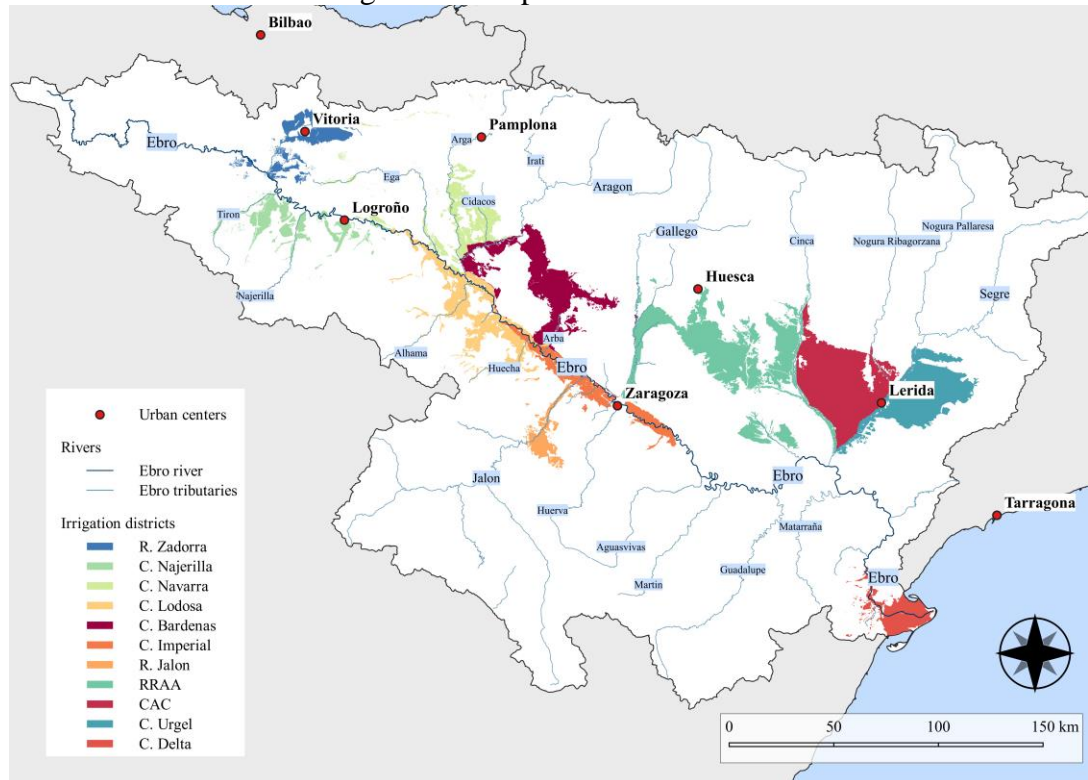 Bilbao
Vitoria
Pamplona
Ebro
Arga
Irati
Ega
Aragon
Cidacos
Logroño
Tiron
Nogura Pallaresa
Gallego
Cinca
Nogura Ribagorzana
Huesca
Segre
Najerilla
Arba
Alhama
Huecha
Ebro
Zaragoza
Lerida
Jalon
Ebro
Tarragona
Huerva
Matarraña
Aguasvivas
Guadalupe
Martin
Ebro
Urban centers
Rivers
Ebro river
Ebro tributaries
Irrigation districts
R. Zadorra
C. Najerilla
C. Navarra
C. Lodosa
C. Bardenas
C. Imperial
R. Jalon
RRAA
CAC
C. Urgel
C. Delta
0 50 100 150 km